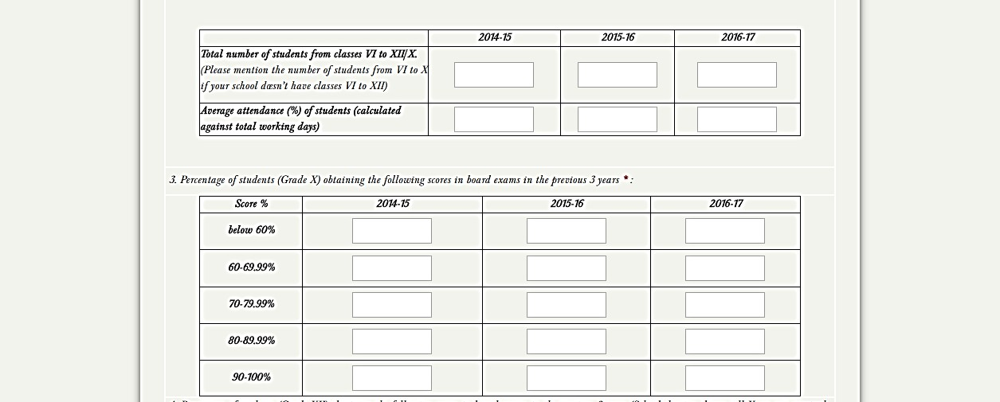 2014-15 2015-16 2016-17
Total number of students from classes VI to XII/X.
(Please mention the number of students from VI to X
if your school doesn't have classes VI to XII)
Average attendance (%) of students (calculated
against total working days)
3. Percentage of students (Grade X) obtaining the following scores in board exams in the previous 3 years * :
Score % 2014-15 2015-16 2016-17
below 60%
60-69.99%
70-79.99%
80-89.99%
90-100%